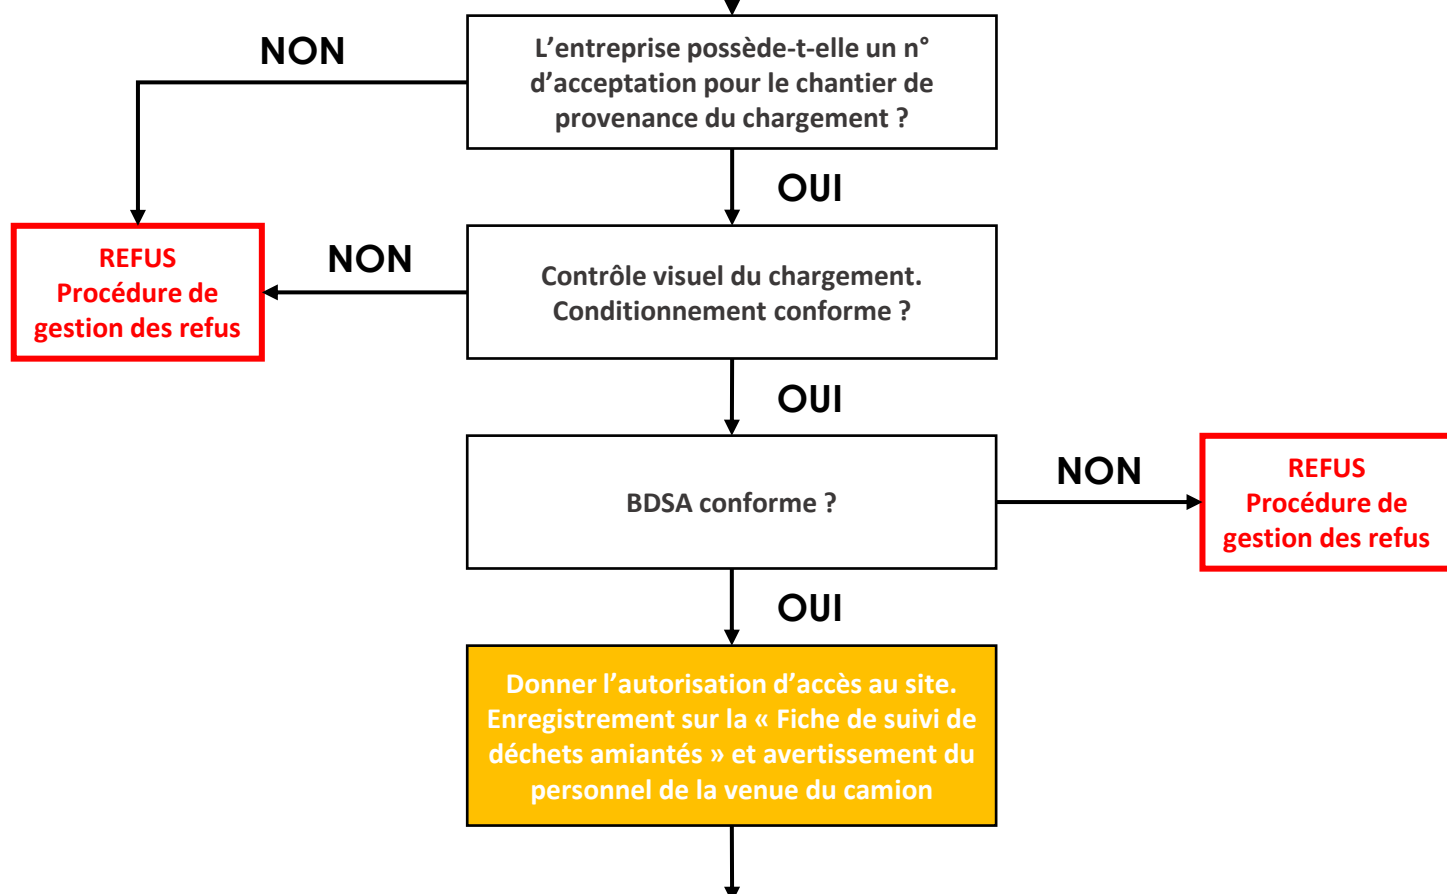 NON
L’entreprise possède-t-elle un n°
d’acceptation pour le chantier de
provenance du chargement ?
OUI
REFUS
Procédure de
gestion des refus
NON
Contrôle visuel du chargement.
Conditionnement conforme ?
OUI
BDSA conforme ?
NON
REFUS
Procédure de
gestion des refus
OUI
Donner l’autorisation d’accès au site.
Enregistrement sur la « Fiche de suivi de
déchets amiantés » et avertissement du
personnel de la venue du camion